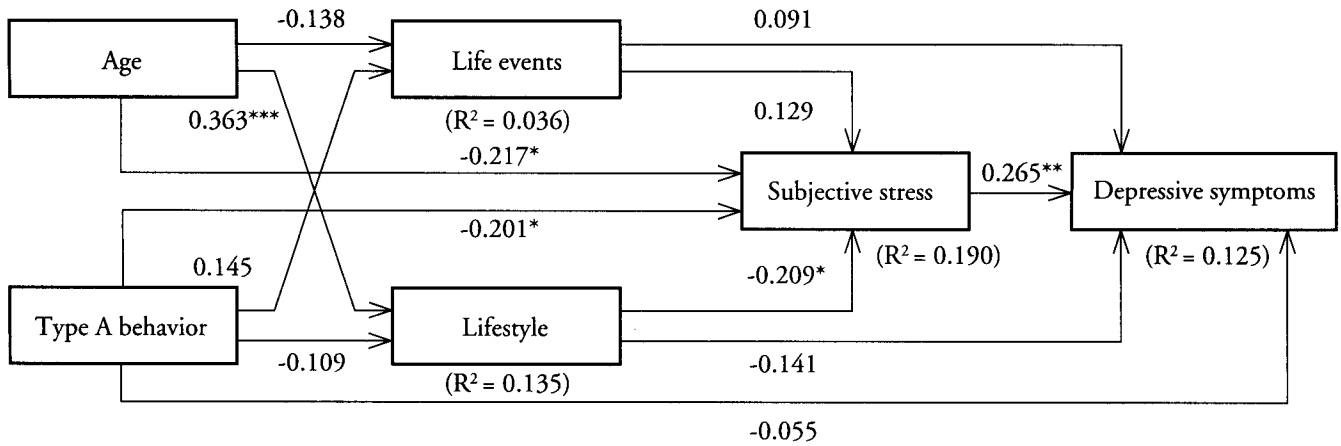 -0.138
0.091
Age
Life events
0.363***
(R² = 0.036)
0.129
-0.217*
Subjective stress
0.265**
Depressive symptoms
-0.201*
(R² = 0.190)
(R² = 0.125)
0.145
-0.209*
Type A behavior
Lifestyle
-0.109
(R² = 0.135)
-0.141
-0.055